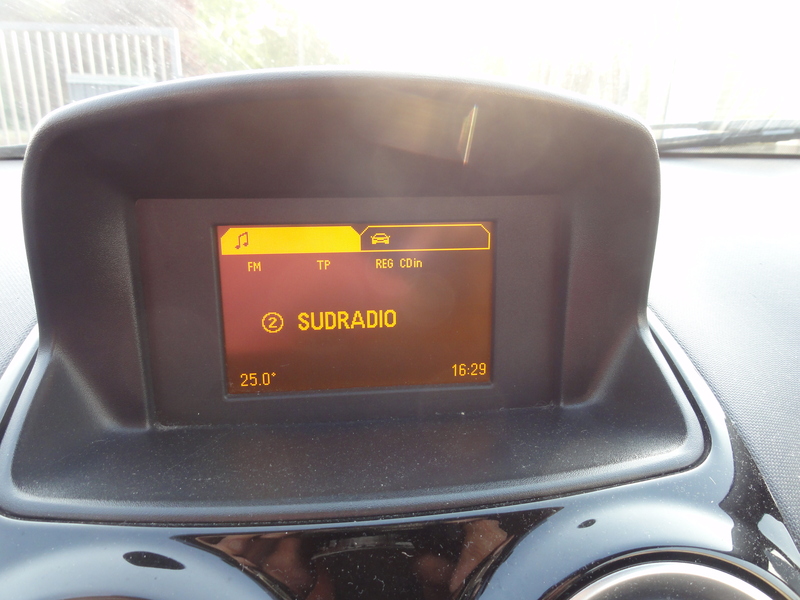 FM TP REG CDin
2 SUDRADIO
25.0° 16:29